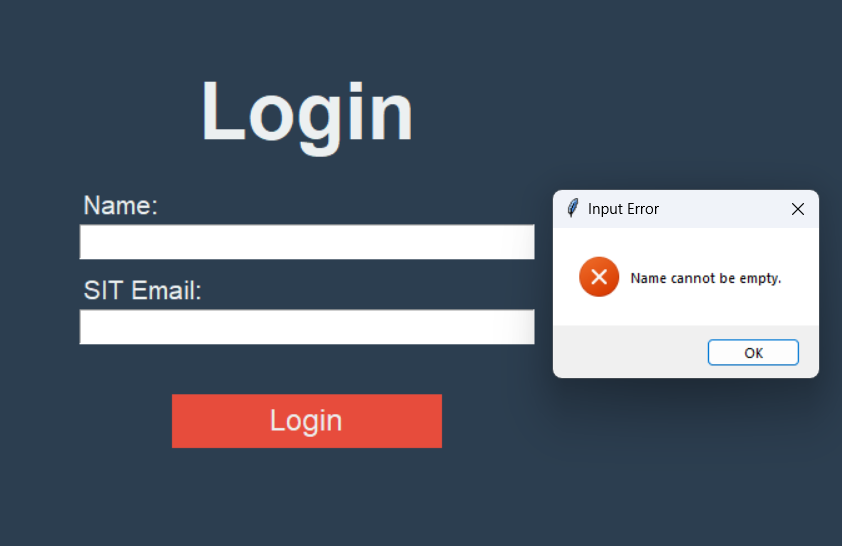 Login
Name:
SIT Email:
Login
Input Error
Name cannot be empty.
OK